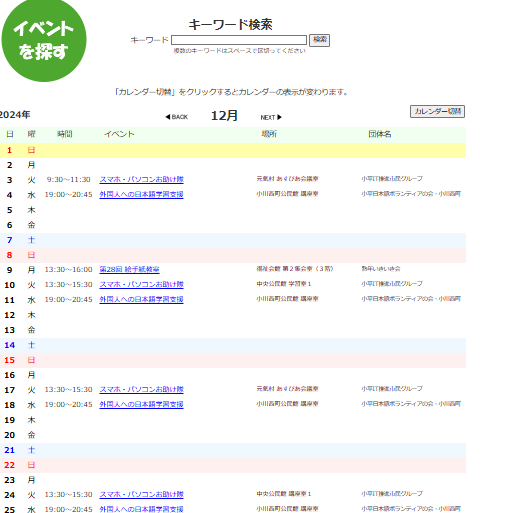 イベント
を探す
キーワード検索
キーワード 検索
複数のキーワードはスペースで区切ってください
「カレンダー切替」をクリックするとカレンダーの表示が変わります。
2024年 ◀BACK 12月 NEXT▶ カレンダー切替
日 曜 時間 イベント 場所 団体名
1 日
2 月
3 火 9:30～11:30 スマホ・パソコンお助け隊 元気村 あすぴあ会議室 小平IT推進市民グループ
4 水 19:00～20:45 外国人への日本語学習支援 小川西町公民館 講座室 小平日本語ボランティアの会・小川西町
5 木
6 金
7 土
8 日
9 月 13:30～16:00 第28回 絵手紙教室 福祉会館 第２集会室（３階） 熟年いきいき会
10 火 13:30～15:30 スマホ・パソコンお助け隊 中央公民館 学習室１ 小平IT推進市民グループ
11 水 19:00～20:45 外国人への日本語学習支援 小川西町公民館 講座室 小平日本語ボランティアの会・小川西町
12 木
13 金
14 土
15 日
16 月
17 火 13:30～15:30 スマホ・パソコンお助け隊 元気村 あすぴあ会議室 小平IT推進市民グループ
18 水 19:00～20:45 外国人への日本語学習支援 小川西町公民館 講座室 小平日本語ボランティアの会・小川西町
19 木
20 金
21 土
22 日
23 月
24 火 13:30～15:30 スマホ・パソコンお助け隊 中央公民館 講座室１ 小平IT推進市民グループ
25 水 19:00～20:45 外国人への日本語学習支援 小川西町公民館 講座室 小平日本語ボランティアの会・小川西町